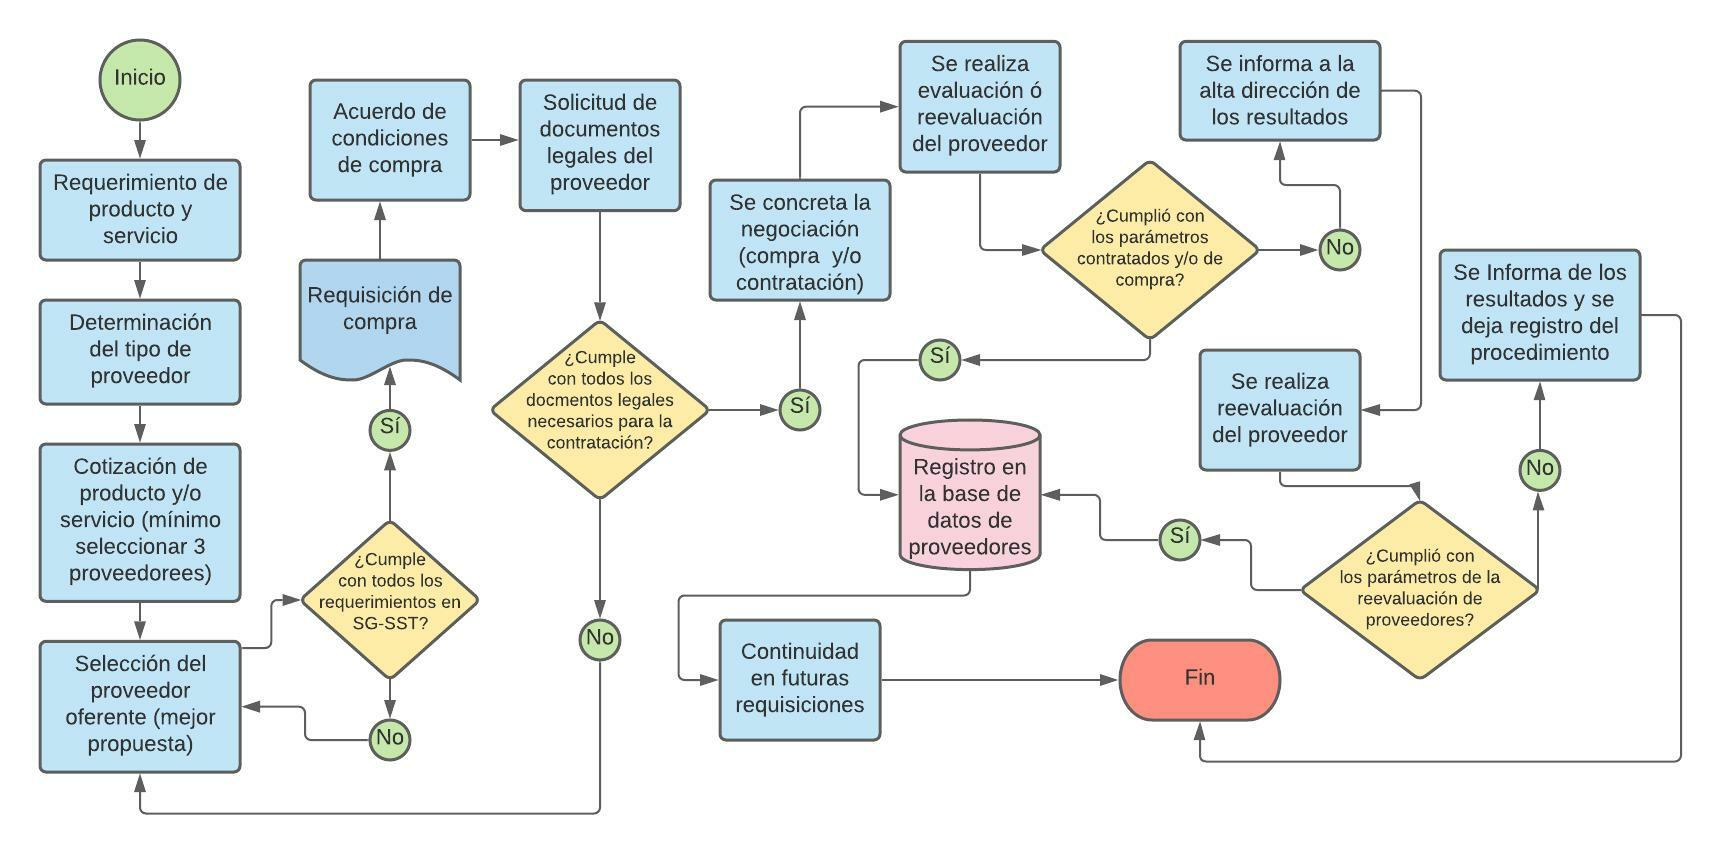 Inicio
Requerimiento de
producto y
servicio
Determinación
del tipo de
proveedor
Cotización de
producto y/o
servicio (mínimo
seleccionar 3
proveedorees)
Selección del
proveedor
oferente (mejor
propuesta)
¿Cumple
con todos los
requerimientos en
SG-SST?
No
Sí
Requisición de
compra
Acuerdo de
condiciones
de compra
Solicitud de
documentos
legales del
proveedor
¿Cumple
con todos los
docmentos legales
necesarios para la
contratación?
No
Sí
Se concreta la
negociación
(compra y/o
contratación)
Se realiza
evaluación ó
reevaluación
del proveedor
¿Cumplió con
los parámetros
contratados y/o de
compra?
No
Sí
Se informa a la
alta dirección de
los resultados
Se realiza
reevaluación
del proveedor
¿Cumplió con
los parámetros de la
reevaluación de
proveedores?
No
Sí
Se Informa de los
resultados y se
deja registro del
procedimiento
Registro en
la base de
datos de
proveedores
Continuidad
en futuras
requisiciones
Fin